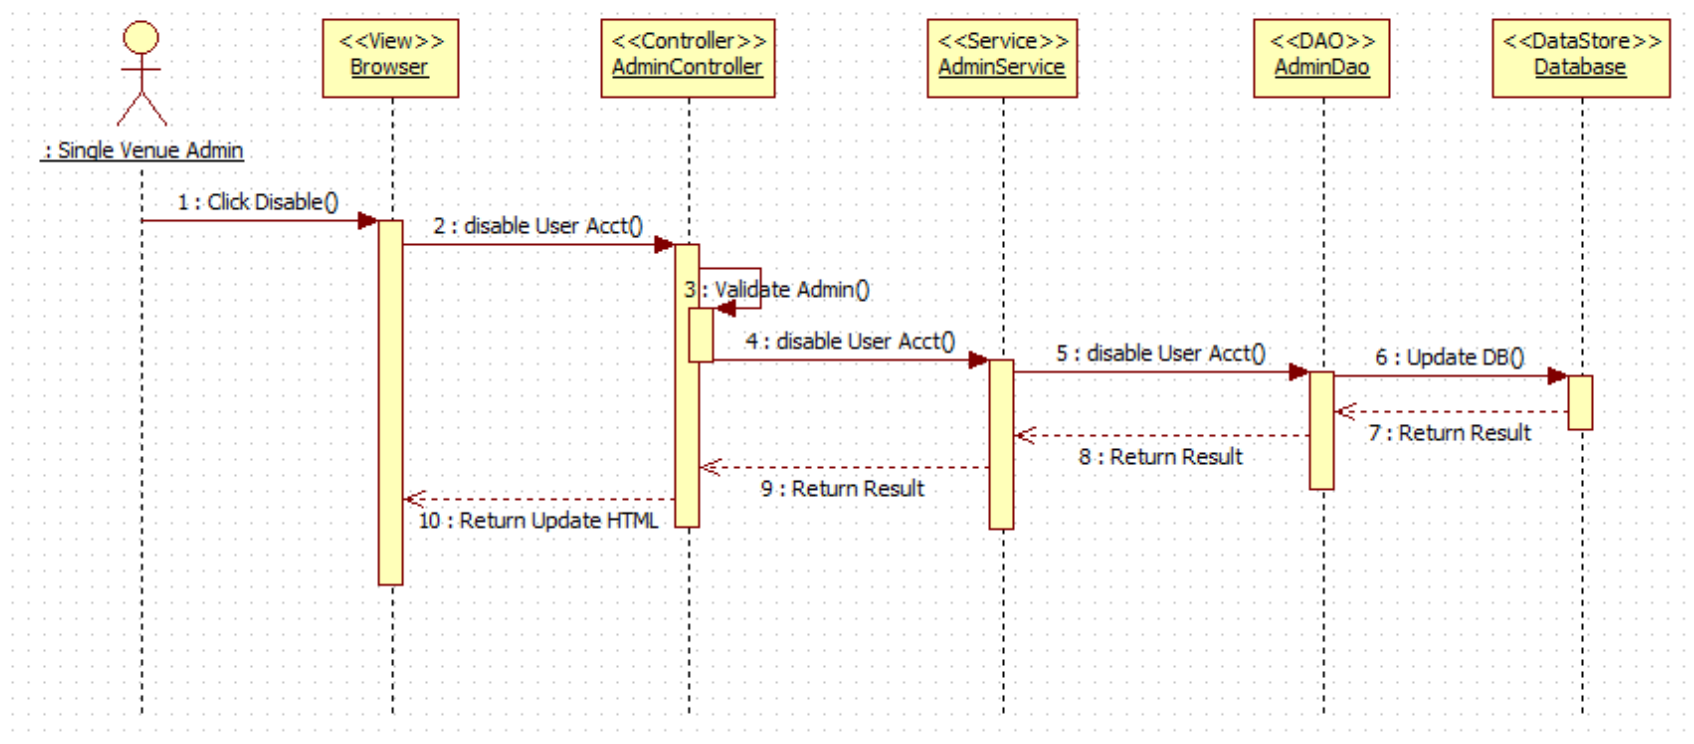 <<View>>
Browser
<<Controller>>
AdminController
<<Service>>
AdminService
<<DAO>>
AdminDao
<<DataStore>>
Database
: Single Venue Admin
1 : Click Disable()
2 : disable User Acct()
3 : Validate Admin()
4 : disable User Acct()
5 : disable User Acct()
6 : Update DB()
7 : Return Result
8 : Return Result
9 : Return Result
10 : Return Update HTML